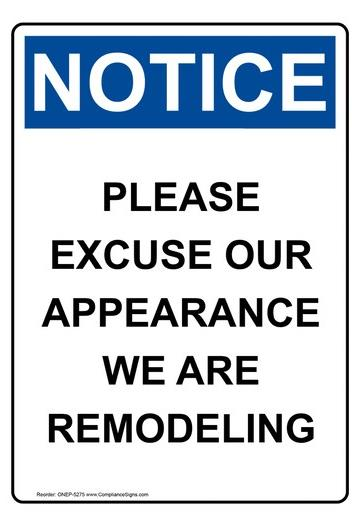 NOTICE
PLEASE
EXCUSE OUR
APPEARANCE
WE ARE
REMODELING
Reorder: ONEP-5275 www.ComplianceSigns.com